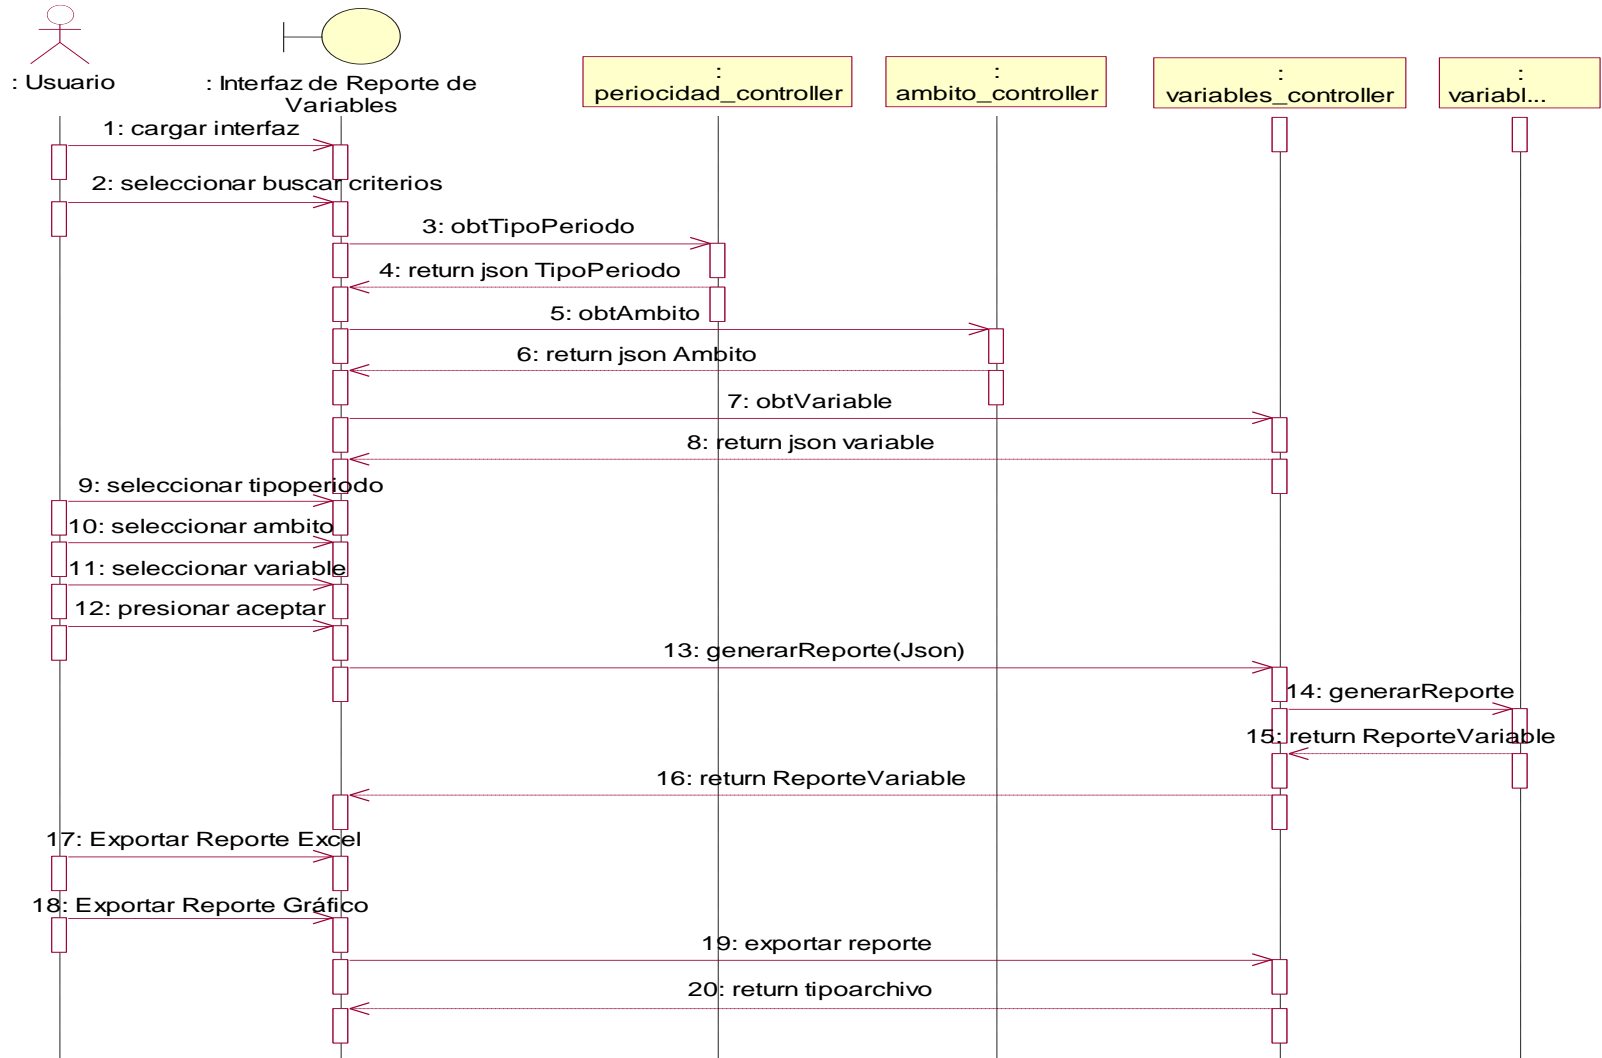 : Usuario
: Interfaz de Reporte de
Variables
:
periocidad_controller
:
ambito_controller
:
variables_controller
:
variabl...
1: cargar interfaz
2: seleccionar buscar criterios
3: obtTipoPeriodo
4: return json TipoPeriodo
5: obtAmbito
6: return json Ambito
7: obtVariable
8: return json variable
9: seleccionar tipoperiodo
10: seleccionar ambito
11: seleccionar variable
12: presionar aceptar
13: generarReporte(Json)
14: generarReporte
15: return ReporteVariable
16: return ReporteVariable
17: Exportar Reporte Excel
18: Exportar Reporte Gráfico
19: exportar reporte
20: return tipoarchivo